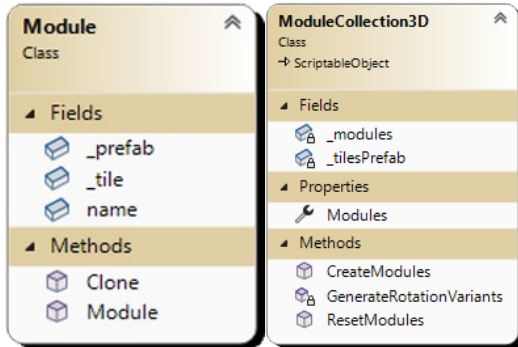 Module
Class
Fields
_prefab
_tile
name
Methods
Clone
Module
ModuleCollection3D
Class
ScriptableObject
Fields
_modules
_tilesPrefab
Properties
Modules
Methods
CreateModules
GenerateRotationVariants
ResetModules